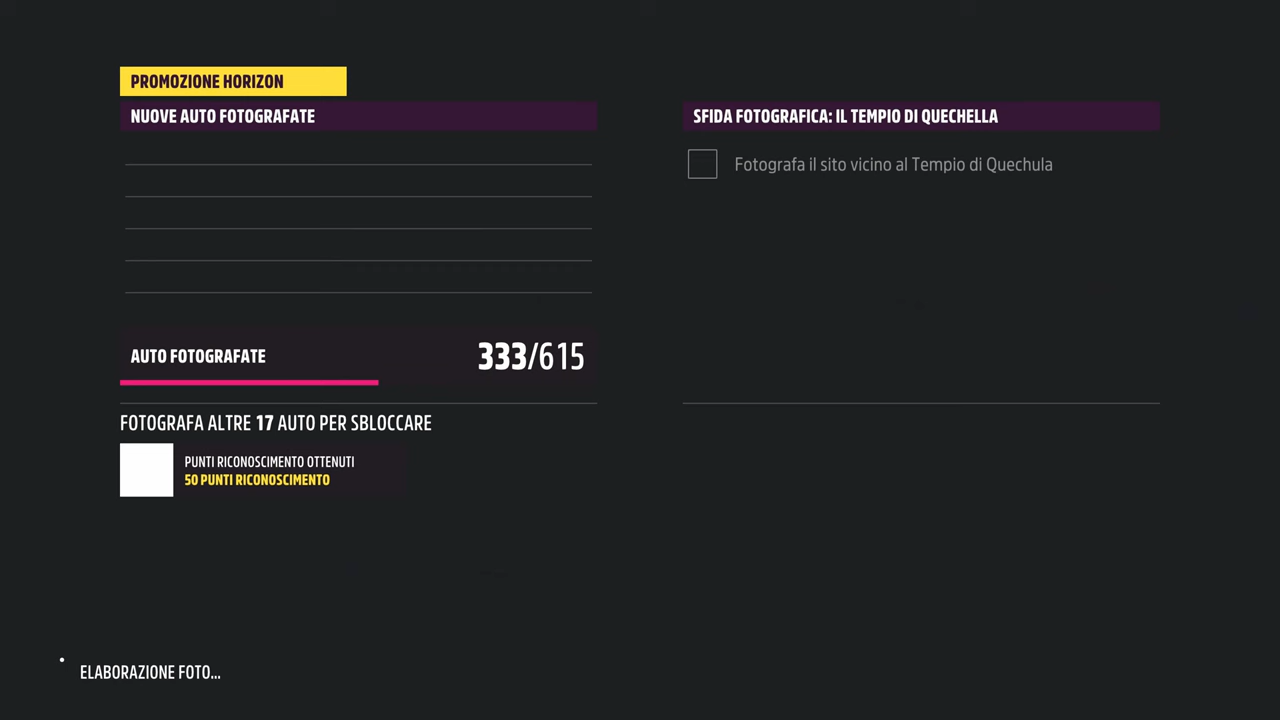 PROMOZIONE HORIZON
NUOVE AUTO FOTOGRAFATE
AUTO FOTOGRAFATE
333/615
FOTOGRAFA ALTRE 17 AUTO PER SBLOCCARE
PUNTI RICONOSCIMENTO OTTENUTI
50 PUNTI RICONOSCIMENTO
SFIDA FOTOGRAFICA: IL TEMPIO DI QUECHELLA
Fotografa il sito vicino al Tempio di Quechula
ELABORAZIONE FOTO...